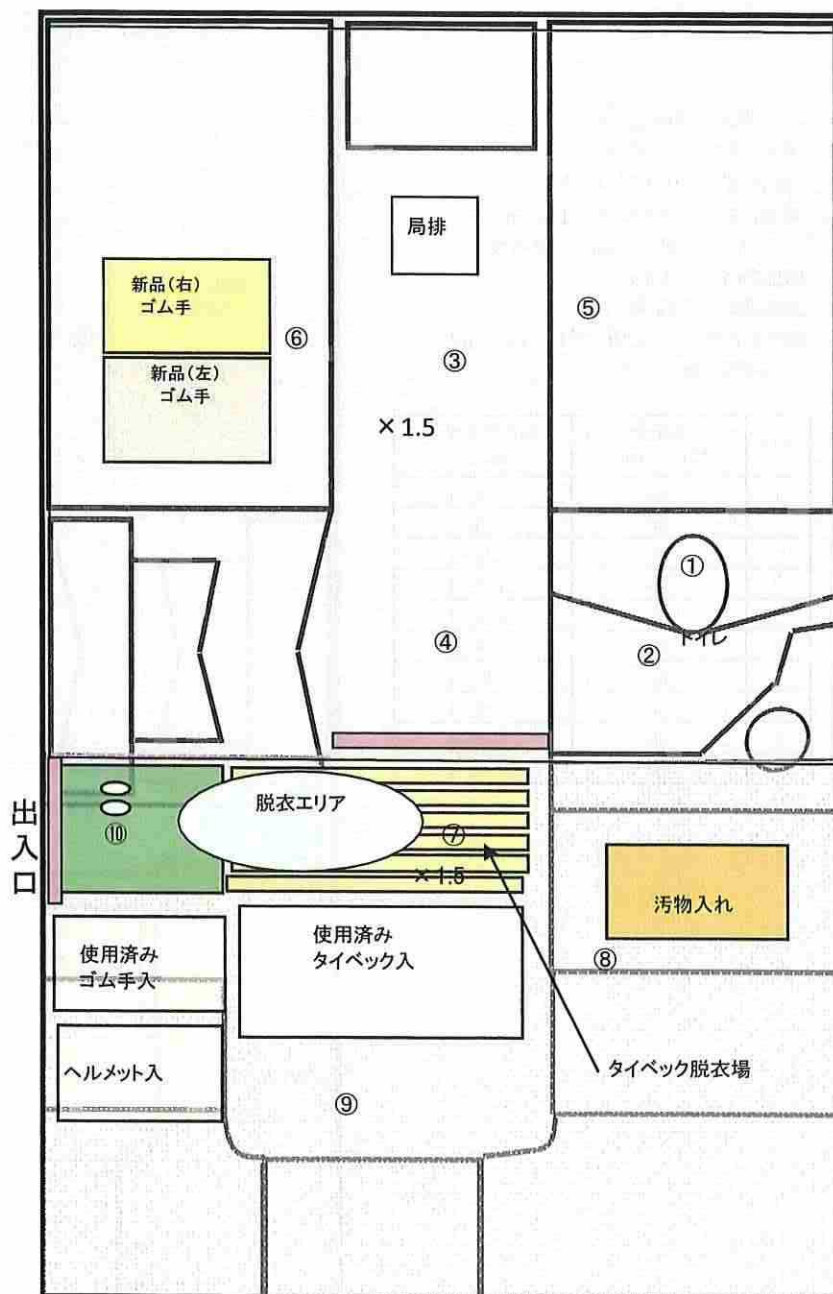 局排
新品(右)
ゴム手
新品(左)
ゴム手
⑥
③
⑤
×1.5
①
トイレ
②
④
出入口
⑩
脱衣エリア
⑦
×1.5
汚物入れ
使用済み
ゴム手入
使用済み
タイベック入
⑧
ヘルメット入
タイベック脱衣場
⑨